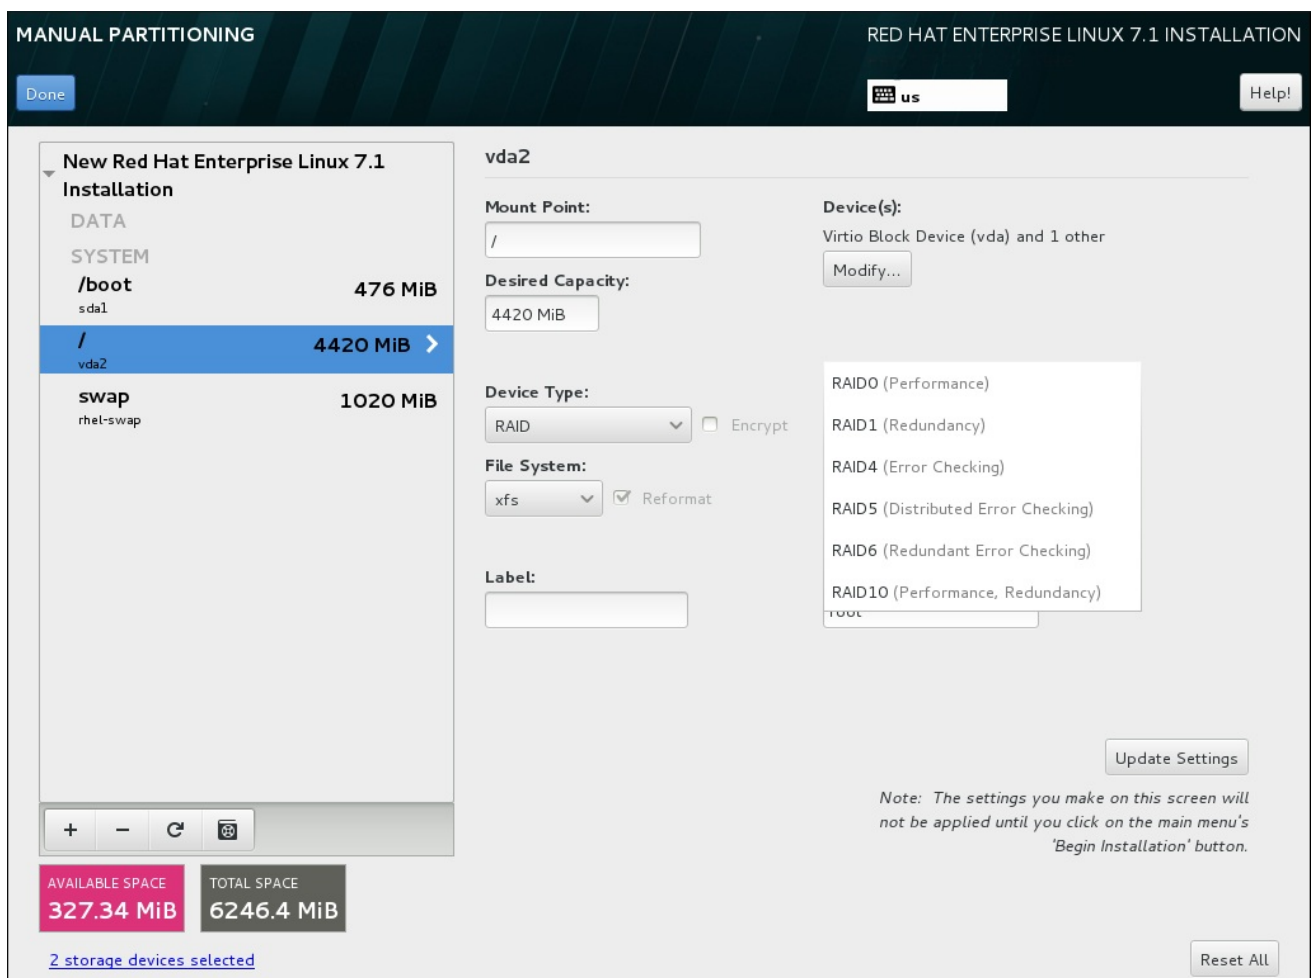 MANUAL PARTITIONING
RED HAT ENTERPRISE LINUX 7.1 INSTALLATION
Done
us
Help!
New Red Hat Enterprise Linux 7.1
Installation
DATA
SYSTEM
/boot
476 MiB
sda1
/
4420 MiB
vda2
swap
1020 MiB
rhel-swap
+ −
AVAILABLE SPACE
327.34 MiB
TOTAL SPACE
6246.4 MiB
2 storage devices selected
vda2
Mount Point:
/
Desired Capacity:
4420 MiB
Device Type:
RAID
Encrypt
File System:
xfs
Reformat
Label:
Device(s):
Virtio Block Device (vda) and 1 other
Modify...
RAID0 (Performance)
RAID1 (Redundancy)
RAID4 (Error Checking)
RAID5 (Distributed Error Checking)
RAID6 (Redundant Error Checking)
RAID10 (Performance, Redundancy)
root
Update Settings
Note: The settings you make on this screen will
not be applied until you click on the main menu's
'Begin Installation' button.
Reset All